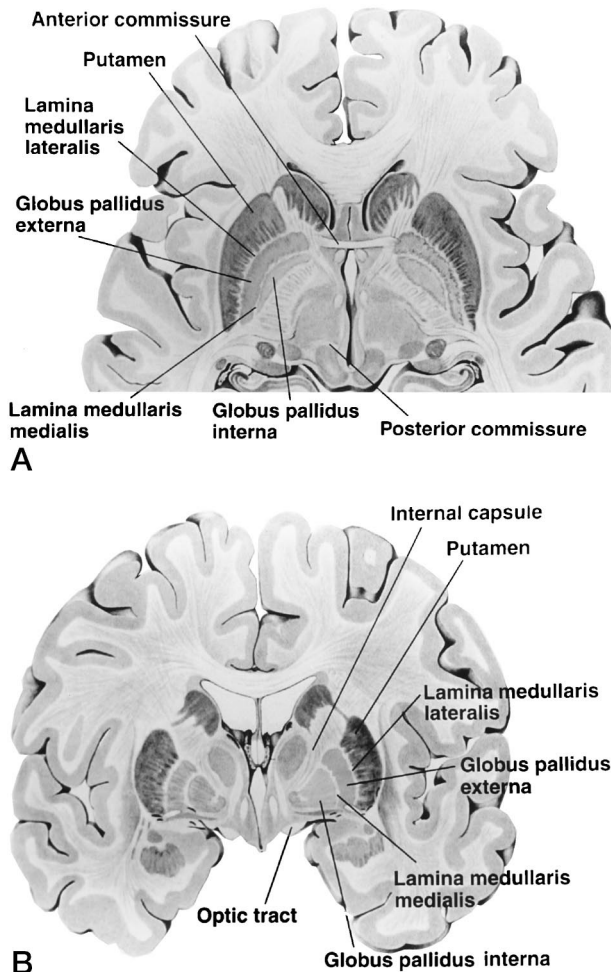 Anterior commissure
Putamen
Lamina
medullaris
lateralis
Globus pallidus
externa
Lamina medullaris
medialis
Globus pallidus
interna
Posterior commissure
A
Internal capsule
Putamen
Lamina medullaris
lateralis
Globus pallidus
externa
Lamina medullaris
medialis
Optic tract
Globus pallidus interna
B